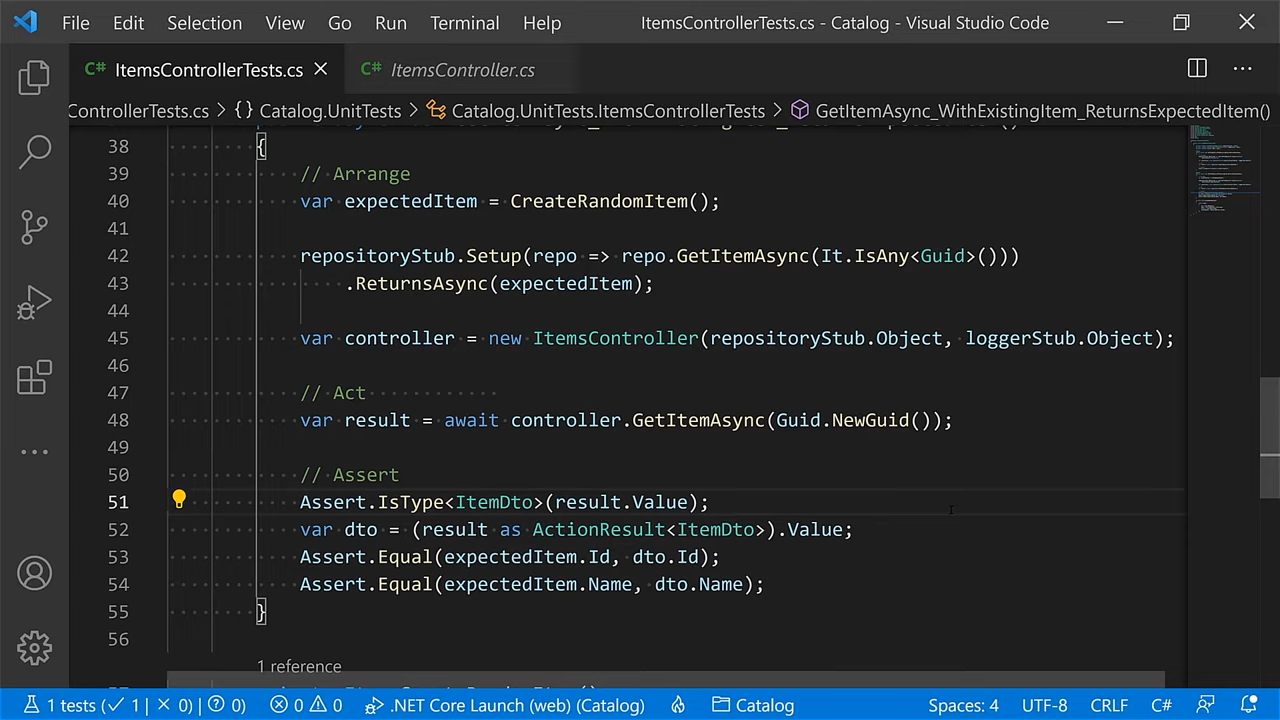 File Edit Selection View Go Run Terminal Help ItemsControllerTests.cs - Catalog - Visual Studio Code
C# ItemsControllerTests.cs C# ItemsController.cs
ControllerTests.cs > {} Catalog.UnitTests > Catalog.UnitTests.ItemsControllerTests > GetItemAsync_WithExistingItem_ReturnsExpectedItem()
38 {
39 // Arrange
40 var expectedItem = CreateRandomItem();
41
42 repositoryStub.Setup(repo => repo.GetItemAsync(It.IsAny<Guid>()))
43 .ReturnsAsync(expectedItem);
44
45 var controller = new ItemsController(repositoryStub.Object, loggerStub.Object);
46
47 // Act
48 var result = await controller.GetItemAsync(Guid.NewGuid());
49
50 // Assert
51 Assert.IsType<ItemDto>(result.Value);
52 var dto = (result as ActionResult<ItemDto>).Value;
53 Assert.Equal(expectedItem.Id, dto.Id);
54 Assert.Equal(expectedItem.Name, dto.Name);
55 }
56
1 reference
1 tests (✓ 1 | × 0) | ? 0) 0 0 .NET Core Launch (web) (Catalog) Catalog Spaces: 4 UTF-8 CRLF C#